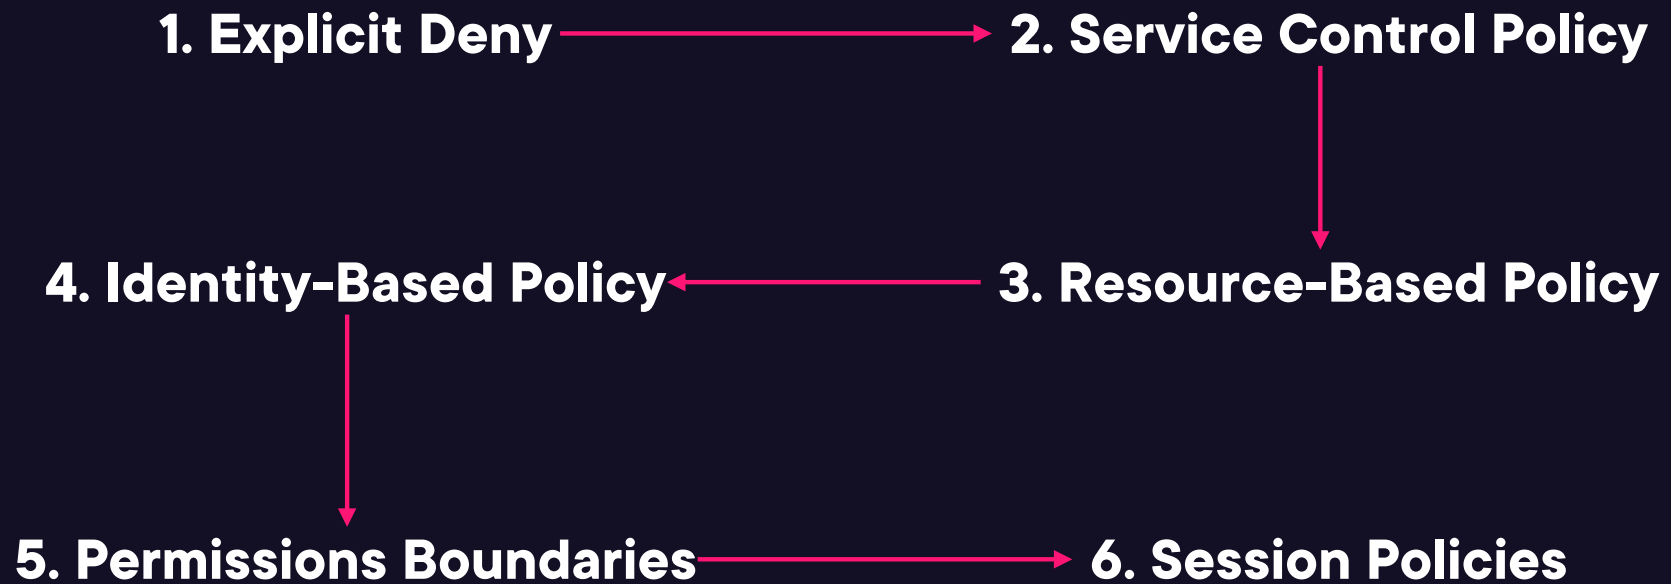 1. Explicit Deny
2. Service Control Policy
3. Resource-Based Policy
4. Identity-Based Policy
5. Permissions Boundaries
6. Session Policies